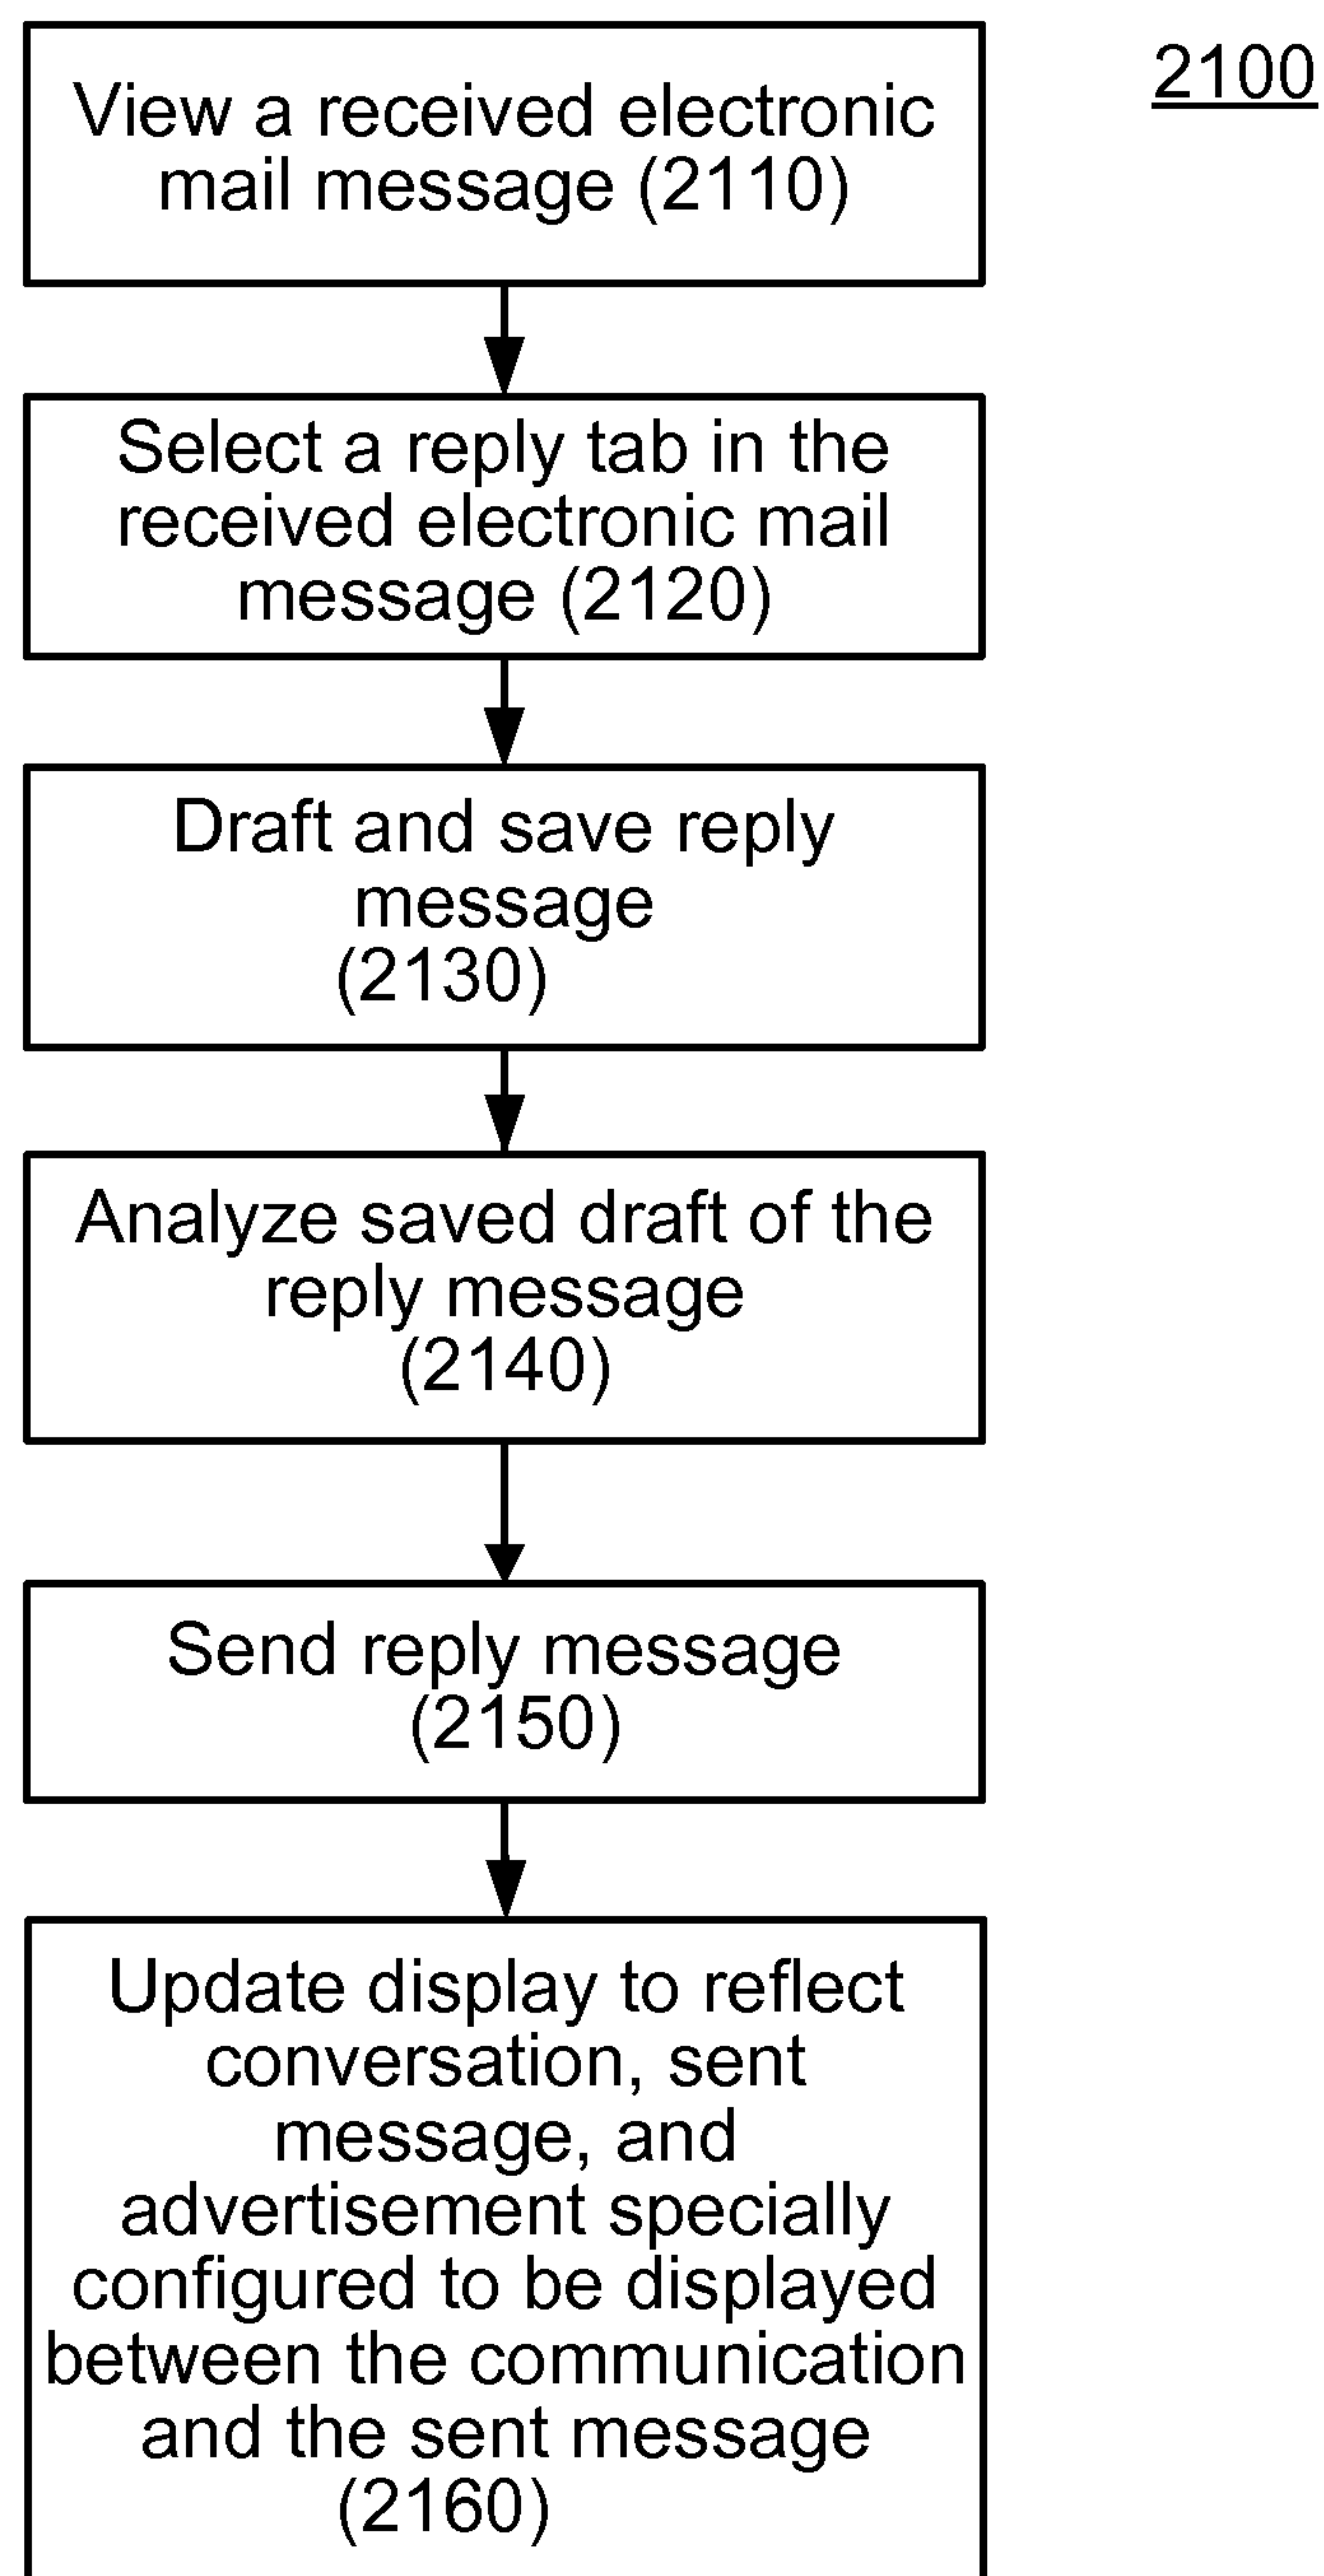 2100
View a received electronic
mail message (2110)
Select a reply tab in the
received electronic mail
message (2120)
Draft and save reply
message
(2130)
Analyze saved draft of the
reply message
(2140)
Send reply message
(2150)
Update display to reflect
conversation, sent
message, and
advertisement specially
configured to be displayed
between the communication
and the sent message
(2160)